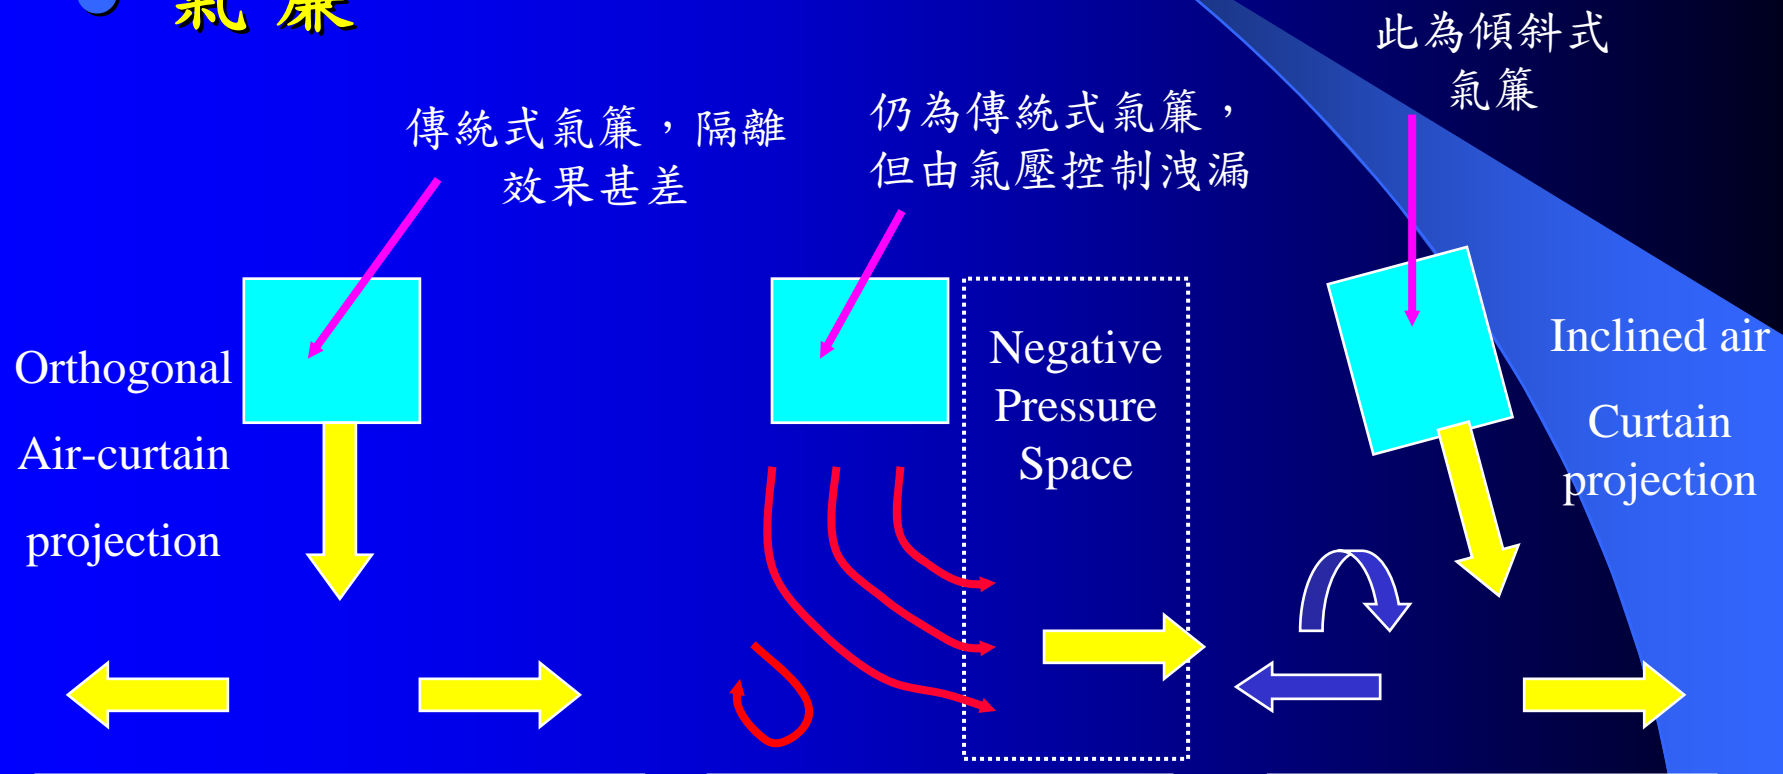 氣簾
傳統式氣簾，隔離
效果甚差
仍為傳統式氣簾，
但由氣壓控制洩漏
此為傾斜式
氣簾
Orthogonal
Air-curtain
projection
Negative
Pressure
Space
Inclined air
Curtain
projection